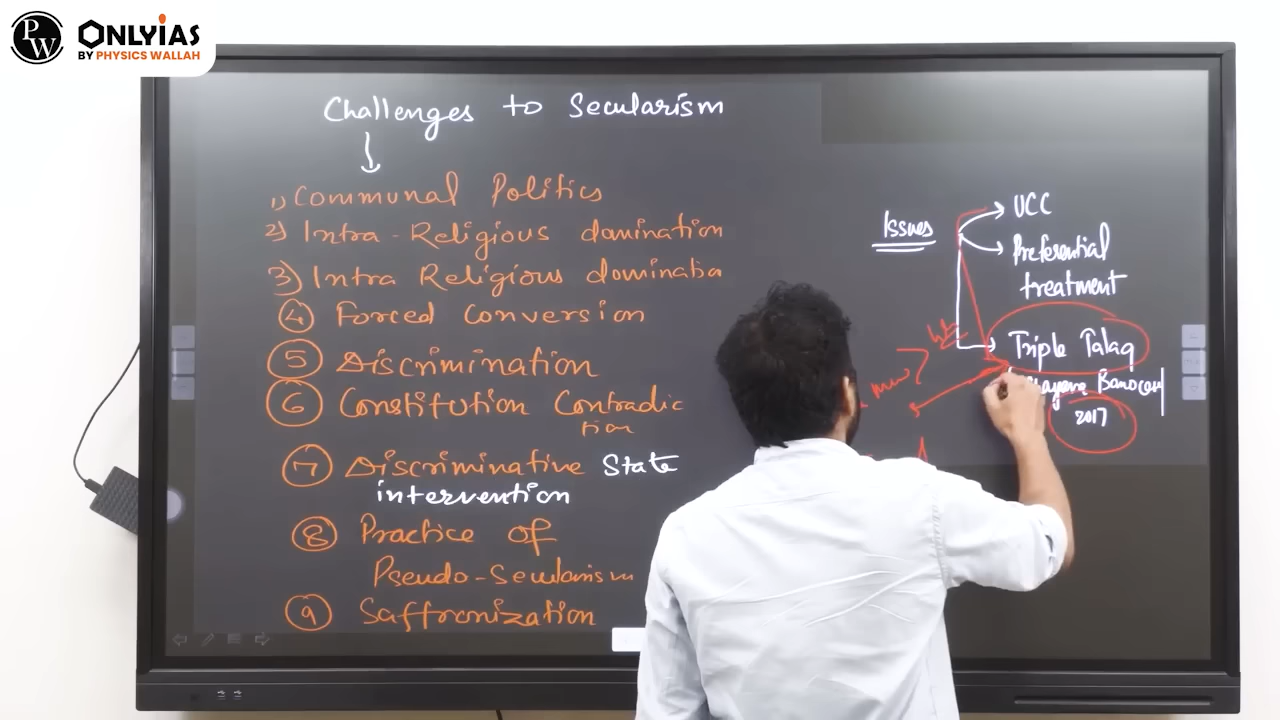 PW
ONLYIAS
BY PHYSICS WALLAH
Challenges to Secularism
1) Communal Politics
2) Intra-Religious domination
3) Intra Religious dominatio
4 Forced Conversion
5 Discrimination
6 Constitution Contradic
tion
7 Discriminative State
intervention
8 Practice of
Pseudo-Secularism
9 Saffronization
Issues
UCC
Preferential
treatment
Triple Talaq
2017